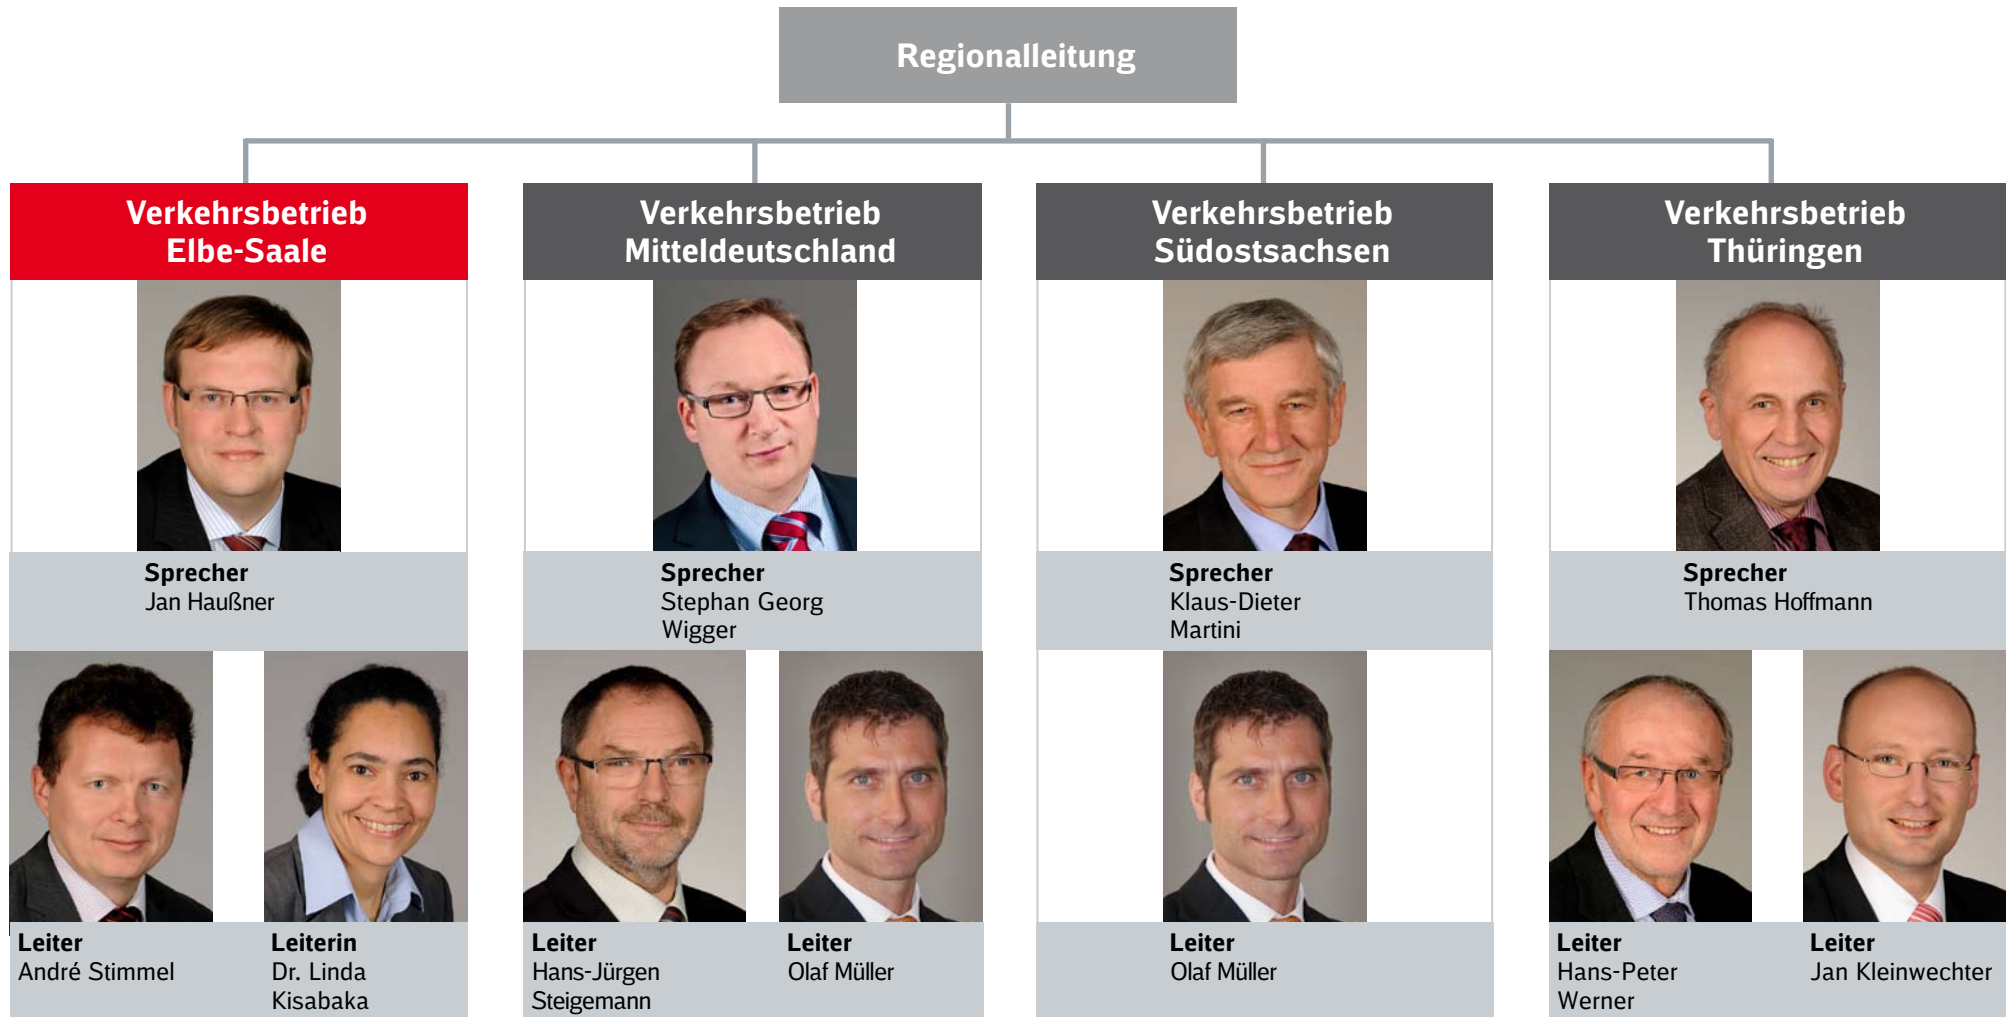 Regionalleitung
Verkehrsbetrieb
Elbe-Saale
Sprecher
Jan Haußner
Leiter
André Stimmel
Leiterin
Dr. Linda
Kisabaka
Verkehrsbetrieb
Mitteldeutschland
Sprecher
Stephan Georg
Wigger
Leiter
Hans-Jürgen
Steigemann
Leiter
Olaf Müller
Verkehrsbetrieb
Südostsachsen
Sprecher
Klaus-Dieter
Martini
Leiter
Olaf Müller
Verkehrsbetrieb
Thüringen
Sprecher
Thomas Hoffmann
Leiter
Hans-Peter
Werner
Leiter
Jan Kleinwechter